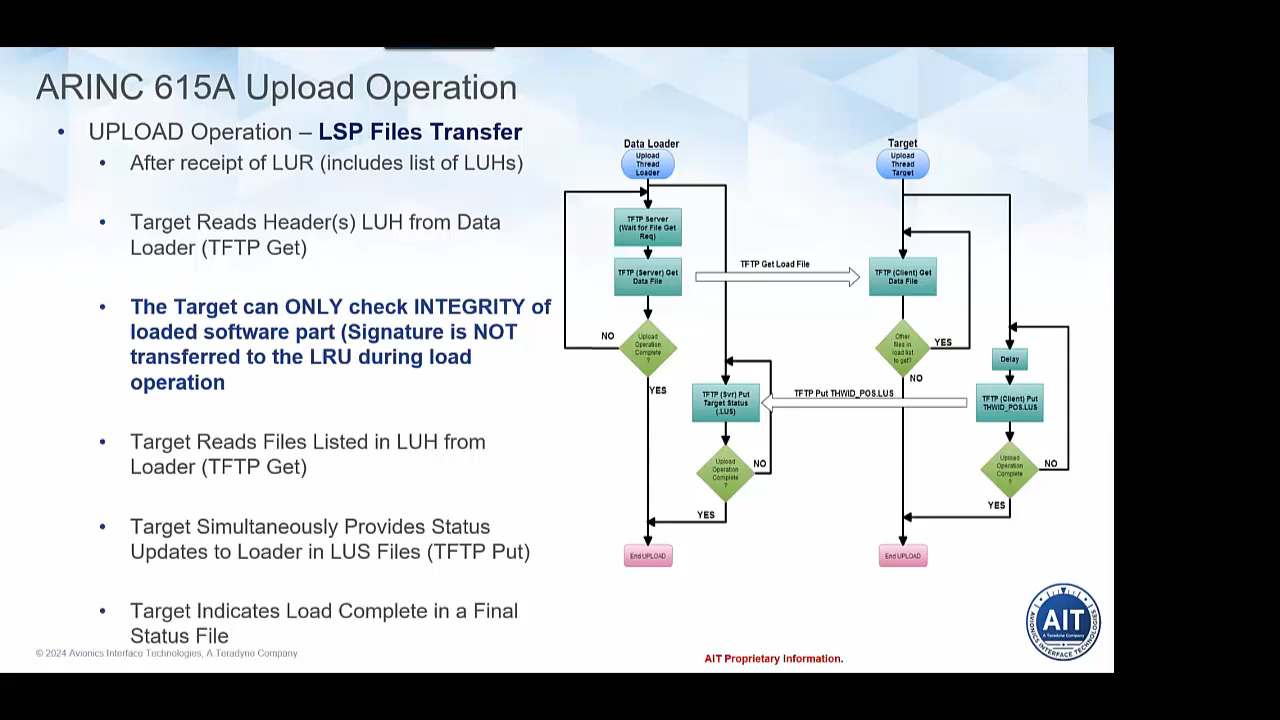 ARINC 615A Upload Operation
• UPLOAD Operation – LSP Files Transfer
• After receipt of LUR (includes list of LUHs)
• Target Reads Header(s) LUH from Data
Loader (TFTP Get)
• The Target can ONLY check INTEGRITY of
loaded software part (Signature is NOT
transferred to the LRU during load
operation
• Target Reads Files Listed in LUH from
Loader (TFTP Get)
• Target Simultaneously Provides Status
Updates to Loader in LUS Files (TFTP Put)
• Target Indicates Load Complete in a Final
Status File
Data Loader
Upload
Thread
Loader
TFTP Server
(Wait for File Get
Req)
TFTP (Server) Get
Data File
NO
Upload
Operation
Complete
?
YES
TFTP (Svr) Put
Target Status
(.LUS)
Upload
Operation
Complete
?
NO
YES
End UPLOAD
TFTP Get Load File
TFTP Put THWID_POS.LUS
Target
Upload
Thread
Target
TFTP (Client) Get
Data File
Other
files in
load list
to get?
YES
NO
Delay
TFTP (Client) Put
THWID_POS.LUS
Upload
Operation
Complete
?
NO
YES
End UPLOAD
© 2024 Avionics Interface Technologies, A Teradyne Company.
AIT Proprietary Information.
AIT
A Teradyne Company
AVIONICS INTERFACE TECHNOLOGIES